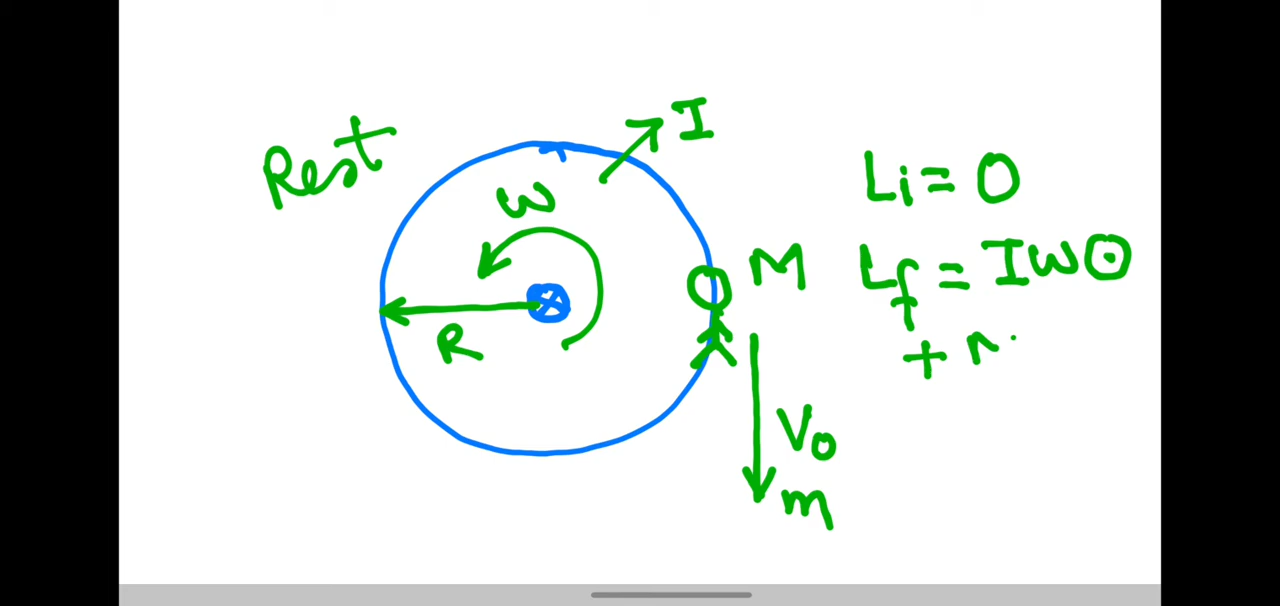 Rest
I
ω
R
M
V₀
m
Li = 0
Lf = Iω⊙
+